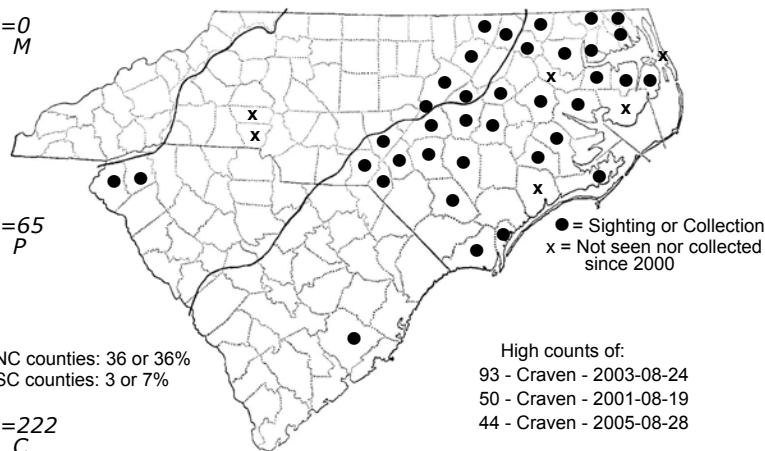 =0
M
=65
P
● = Sighting or Collection
x = Not seen nor collected
since 2000
NC counties: 36 or 36%
SC counties: 3 or 7%
High counts of:
93 - Craven - 2003-08-24
50 - Craven - 2001-08-19
44 - Craven - 2005-08-28
=222
C